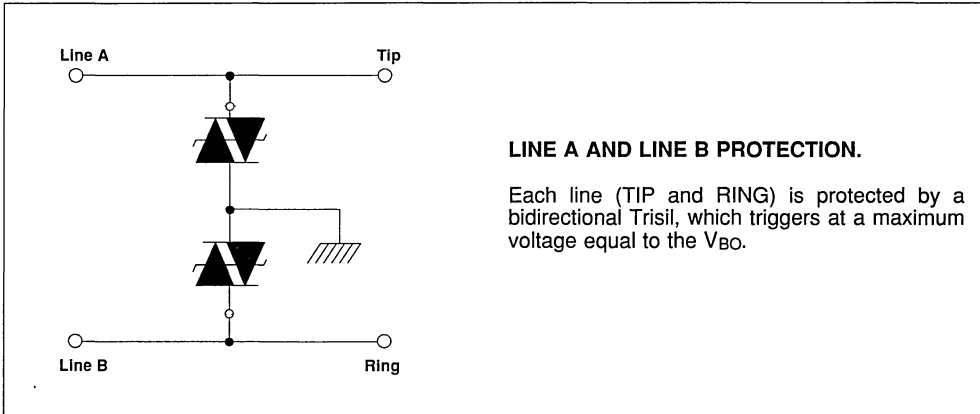 Line A
Tip
LINE A AND LINE B PROTECTION.
Each line (TIP and RING) is protected by a
bidirectional Trisil, which triggers at a maximum
voltage equal to the VBO.
Line B
Ring